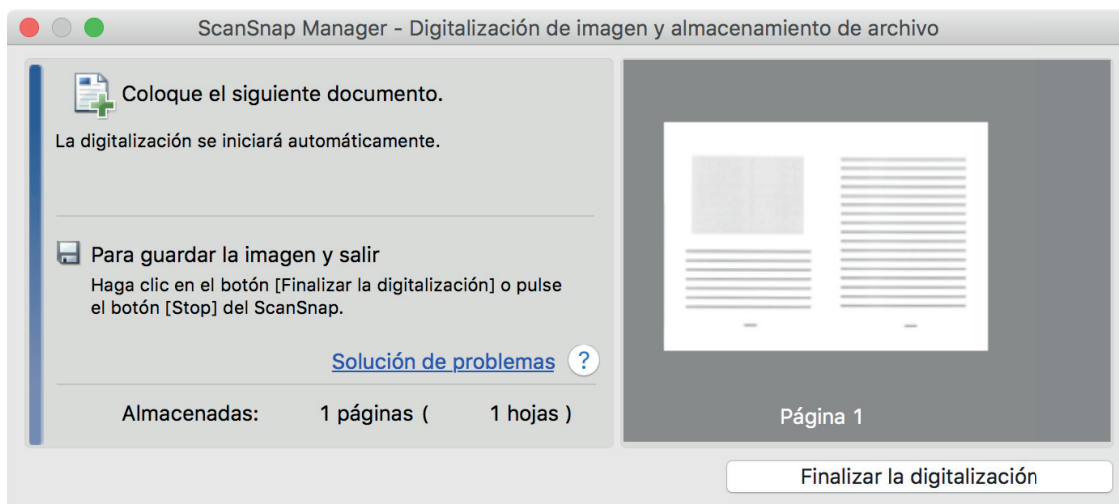 ScanSnap Manager - Digitalización de imagen y almacenamiento de archivo
Coloque el siguiente documento.
La digitalización se iniciará automáticamente.
Para guardar la imagen y salir
Haga clic en el botón [Finalizar la digitalización] o pulse
el botón [Stop] del ScanSnap.
Solución de problemas ?
Almacenadas: 1 páginas ( 1 hojas )
Página 1
Finalizar la digitalización